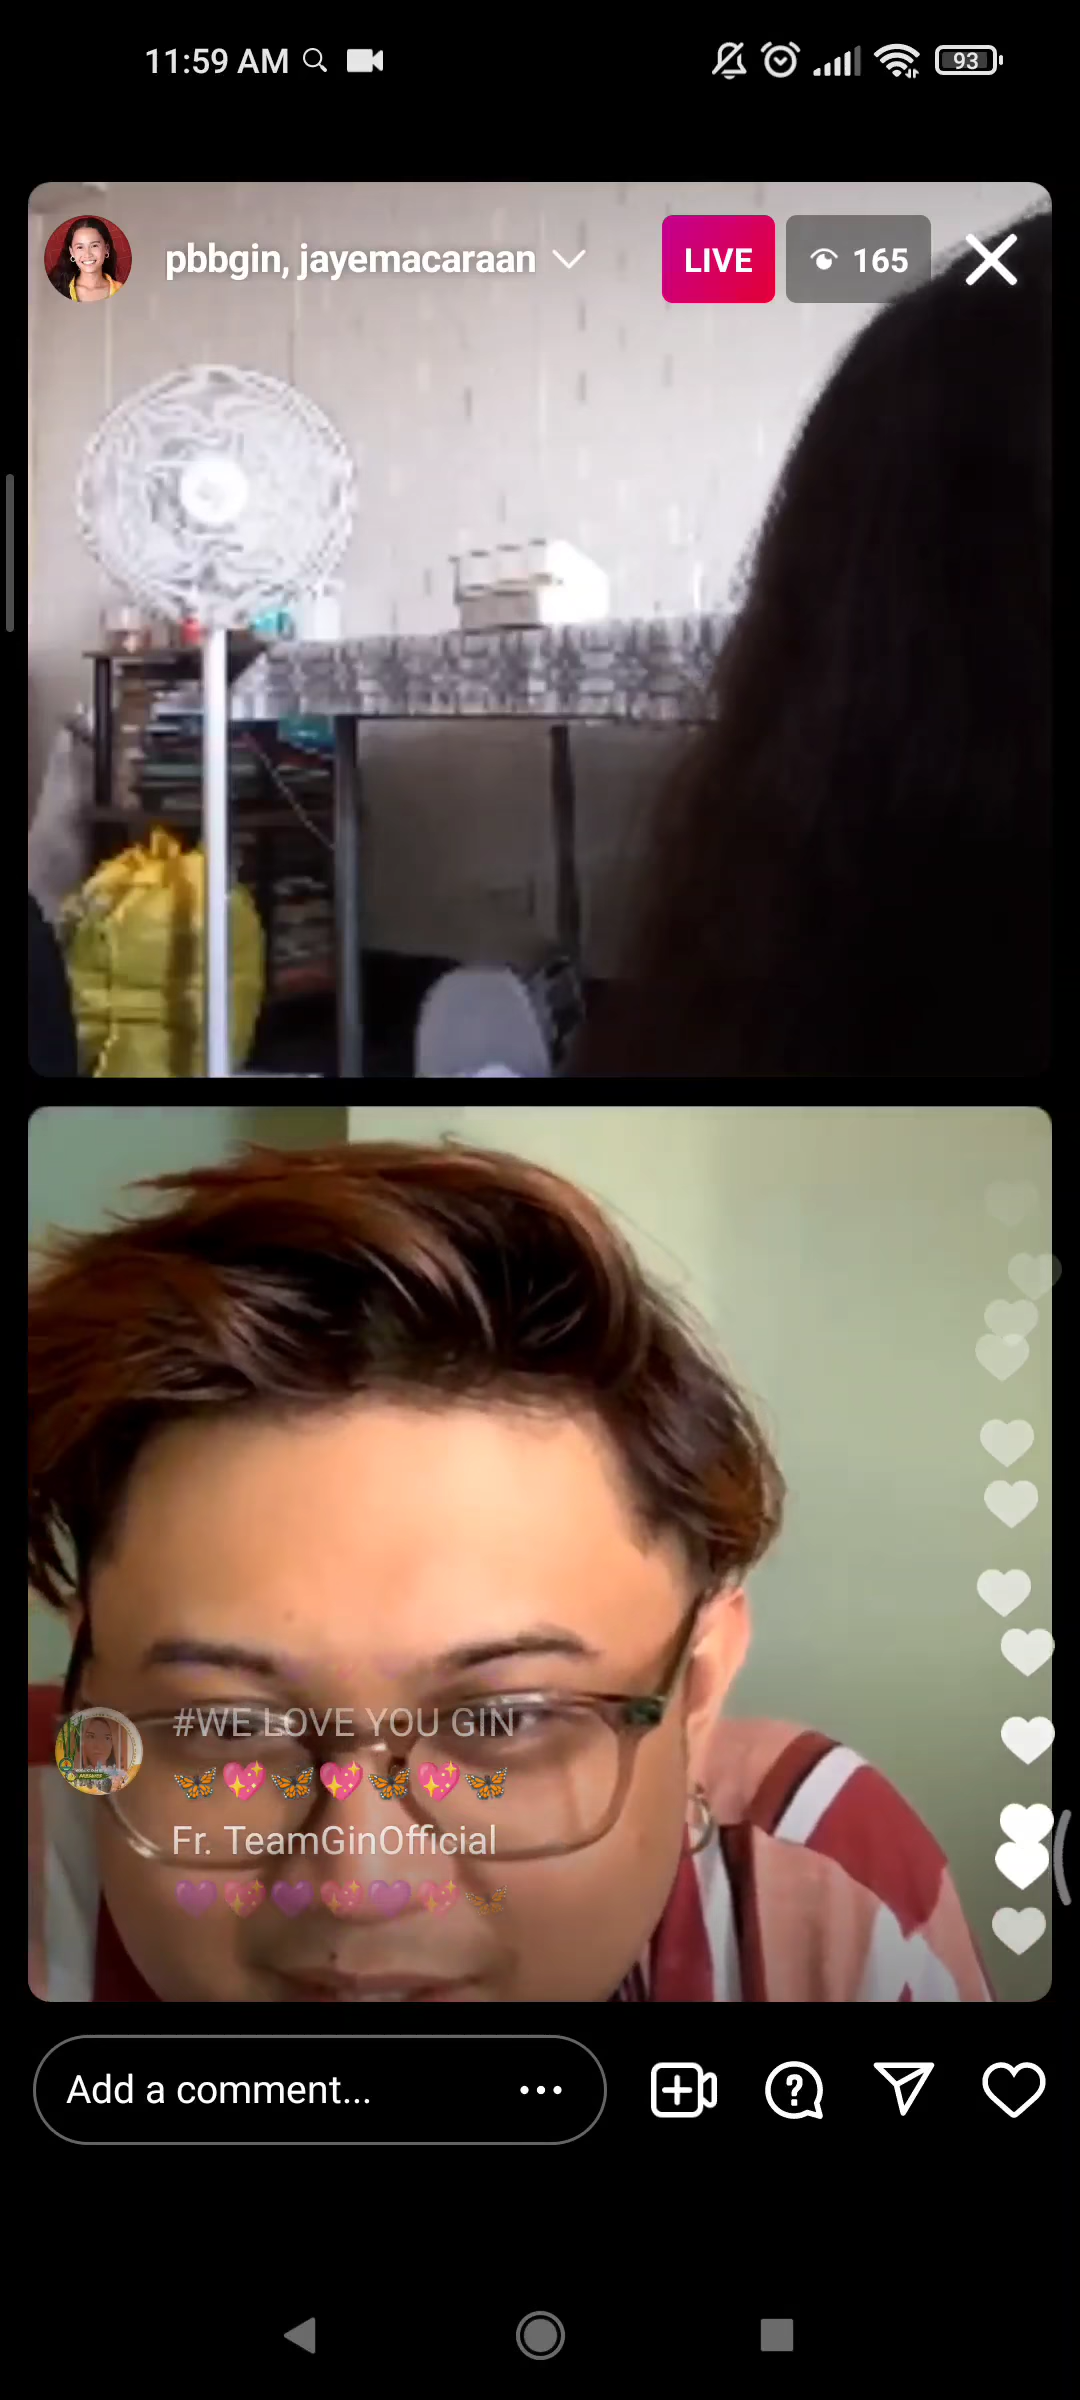 11:59 AM
93
pbbgin, jayemacaraan
LIVE
165
#WE LOVE YOU GIN
🦋💖🦋💖🦋💖🦋
Fr. TeamGinOfficial
💜💖💜💖💜💖🦋
Add a comment...